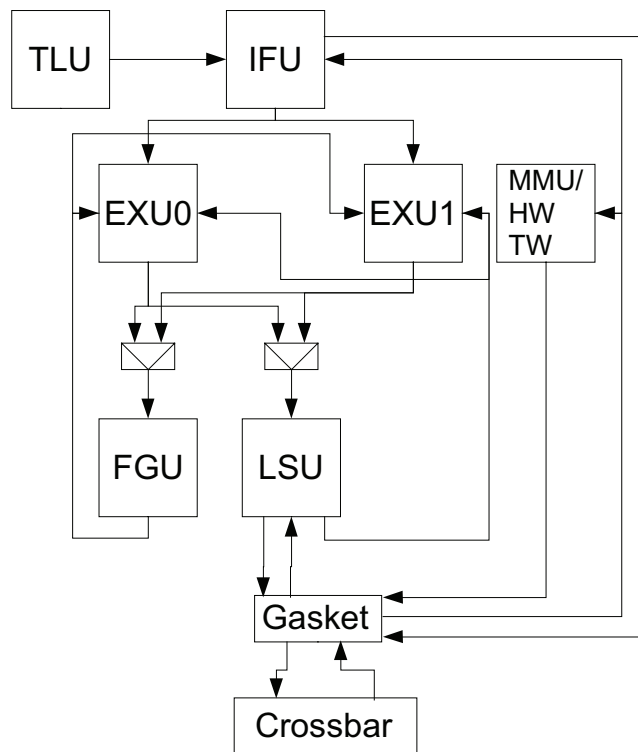 TLU
IFU
EXU0
EXU1
MMU/
HW
TW
FGU
LSU
Gasket
Crossbar